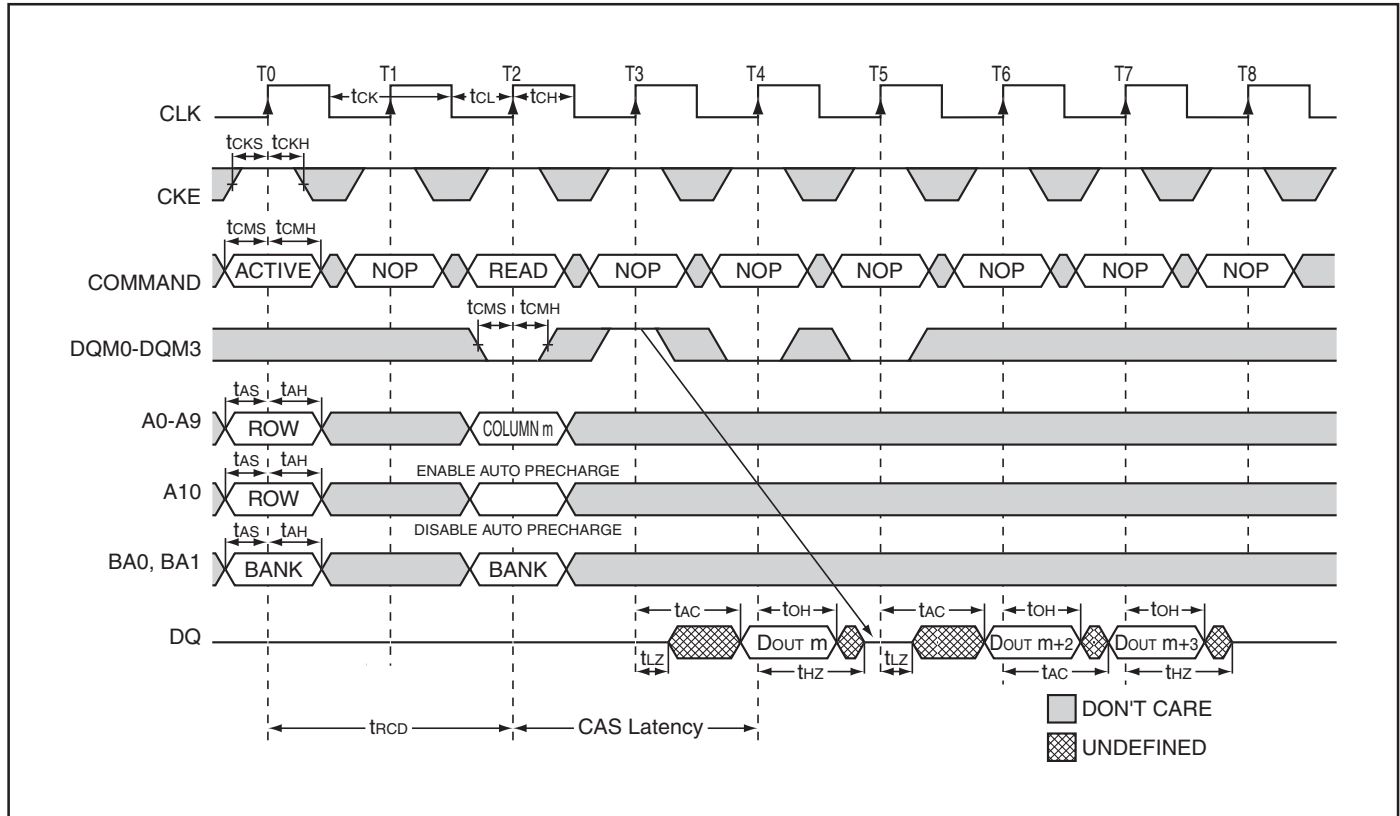 T0 T1 T2 T3 T4 T5 T6 T7 T8
CLK tCK tCL tCH
tCKS tCKH
CKE
tCMS tCMH
COMMAND ACTIVE NOP READ NOP NOP NOP NOP NOP NOP
tCMS tCMH
DQM0-DQM3
tAS tAH
A0-A9 ROW COLUMN m
tAS tAH ENABLE AUTO PRECHARGE
A10 ROW
tAS tAH DISABLE AUTO PRECHARGE
BA0, BA1 BANK BANK
tAC tOH tAC tOH tOH
DQ DOUT m DOUT m+2 DOUT m+3
tLZ tHZ tLZ tAC tHZ
tRCD CAS Latency
DON'T CARE
UNDEFINED